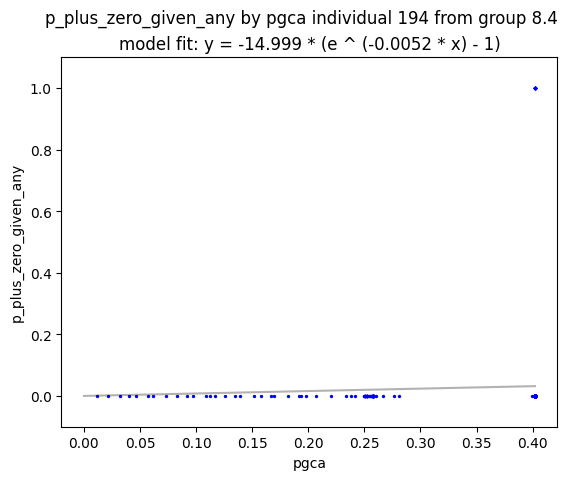 p_plus_zero_given_any by pgca individual 194 from group 8.4
model fit: y = -14.999 * (e ^ (-0.0052 * x) - 1)
1.0
0.8
0.6
0.4
0.2
0.0
p_plus_zero_given_any
0.00 0.05 0.10 0.15 0.20 0.25 0.30 0.35 0.40
pgca